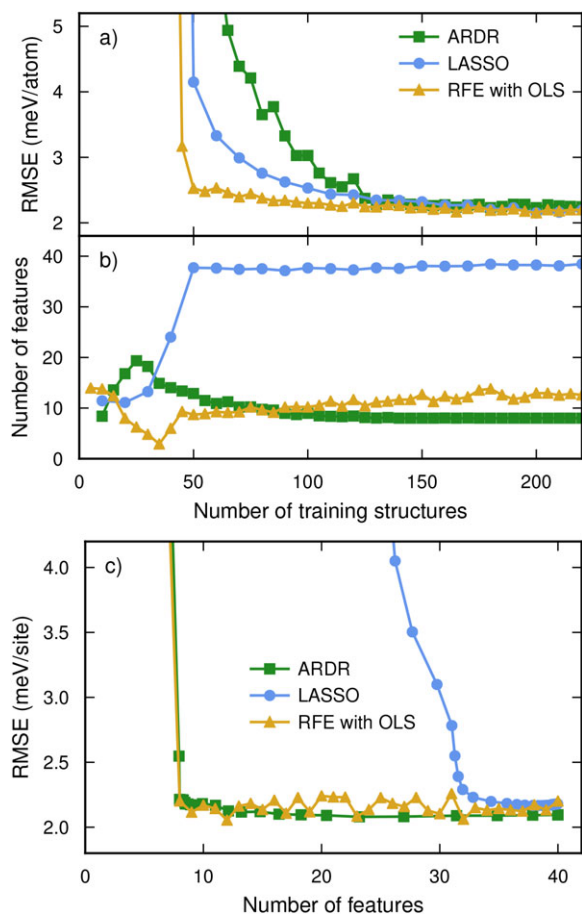 a)
ARDR
LASSO
RFE with OLS
RMSE (meV/atom)
5
4
3
2
b)
Number of features
40
30
20
10
0
0 50 100 150 200
Number of training structures
c)
RMSE (meV/site)
4.0
3.5
3.0
2.5
2.0
ARDR
LASSO
RFE with OLS
0 10 20 30 40
Number of features